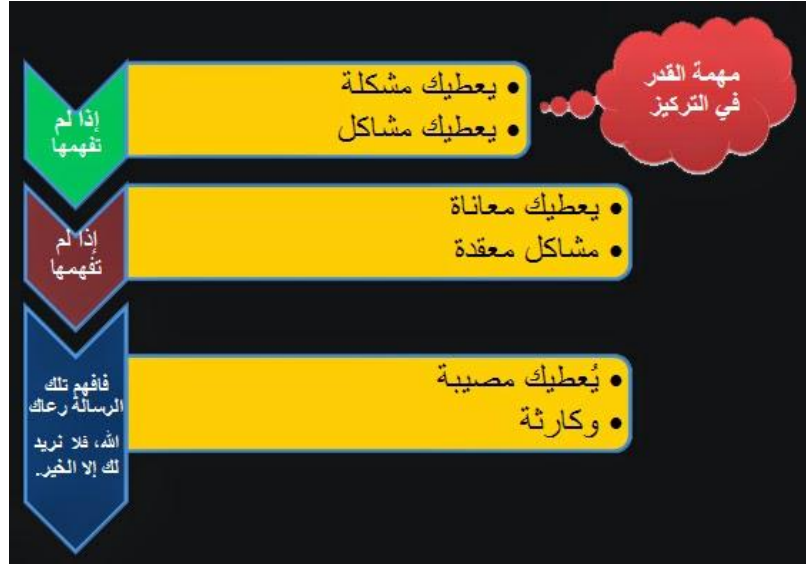 مهمة القدر
في التركيز
• يعطيك مشكلة
• يعطيك مشاكل
إذا لم
تفهمها
• يعطيك معاناة
• مشاكل معقدة
إذا لم
تفهمها
• يُعطيك مصيبة
• وكارثة
فافهم تلك
الرسالة رعاك
الله، فلا تريد
لك إلا الخير.